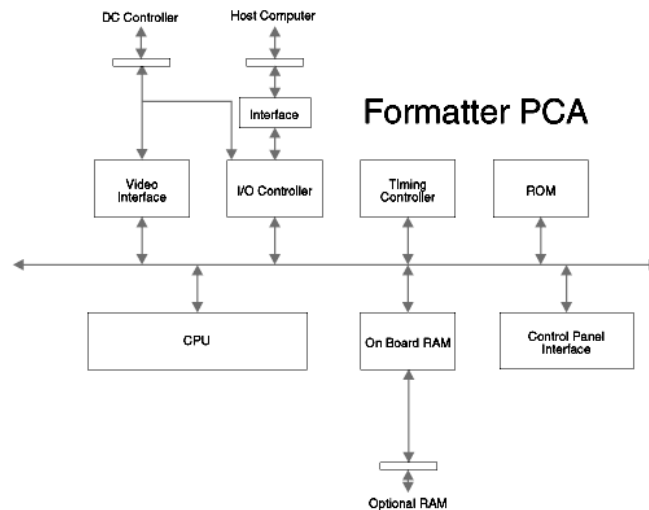 DC Controller
Host Computer
Interface
Formatter PCA
Video
Interface
I/O Controller
TIming
Controller
ROM
CPU
On Board RAM
Control Panel
Interface
Optional RAM